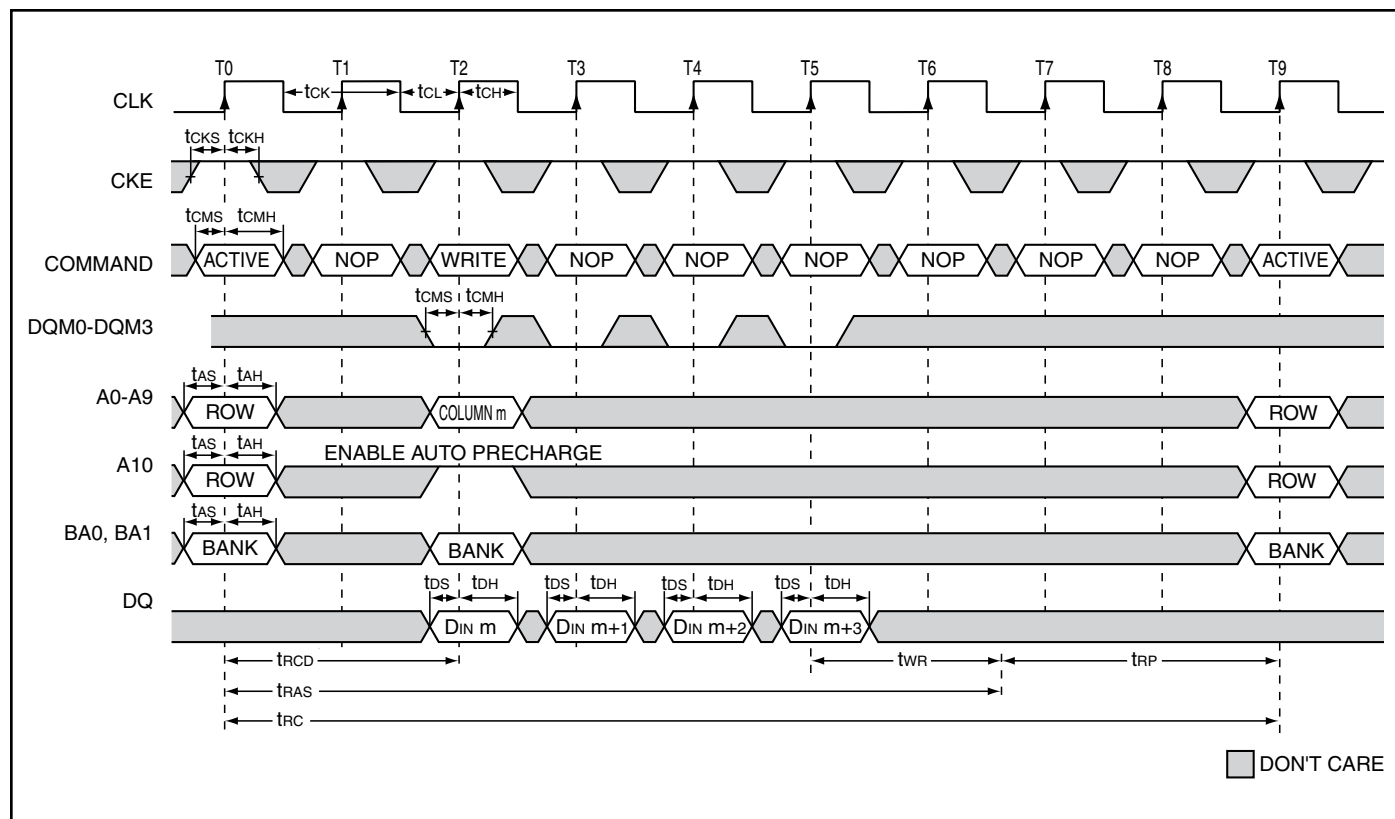 T0 T1 T2 T3 T4 T5 T6 T7 T8 T9
CLK
tCK tCL tCH
tCKS tCKH
CKE
tCMS tCMH
COMMAND ACTIVE NOP WRITE NOP NOP NOP NOP NOP NOP ACTIVE
tCMS tCMH
DQM0-DQM3
tAS tAH
A0-A9 ROW COLUMN m ROW
tAS tAH ENABLE AUTO PRECHARGE
A10 ROW ROW
tAS tAH
BA0, BA1 BANK BANK BANK
tDS tDH tDS tDH tDS tDH tDS tDH
DQ DIN m DIN m+1 DIN m+2 DIN m+3
tRCD tWR tRP
tRAS
tRC
DON'T CARE